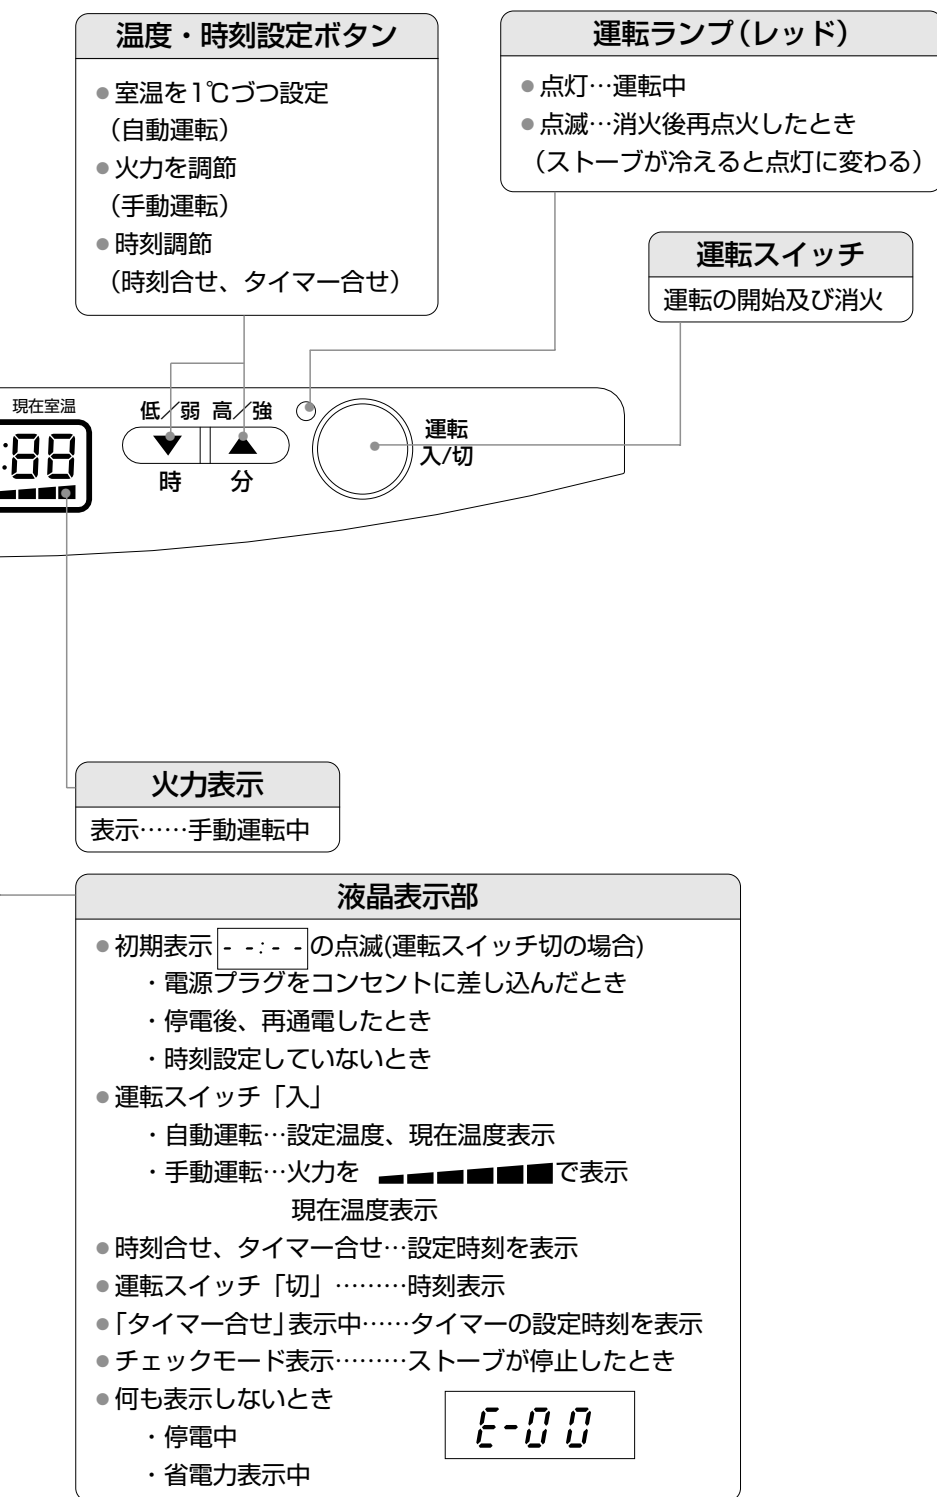 温度・時刻設定ボタン
●室温を1℃づつ設定
（自動運転）
●火力を調節
（手動運転）
●時刻調節
（時刻合せ、タイマー合せ）
運転ランプ（レッド）
●点灯…運転中
●点滅…消火後再点火したとき
（ストーブが冷えると点灯に変わる）
運転スイッチ
運転の開始及び消火
現在室温
:88
低／弱 高／強
▼ ▲
時 分
運転
入/切
火力表示
表示……手動運転中
液晶表示部
●初期表示 - -:- - の点滅(運転スイッチ切の場合)
・電源プラグをコンセントに差し込んだとき
・停電後、再通電したとき
・時刻設定していないとき
●運転スイッチ「入」
・自動運転…設定温度、現在温度表示
・手動運転…火力を で表示
現在温度表示
●時刻合せ、タイマー合せ…設定時刻を表示
●運転スイッチ「切」………時刻表示
●「タイマー合せ」表示中……タイマーの設定時刻を表示
●チェックモード表示………ストーブが停止したとき
●何も表示しないとき
・停電中
・省電力表示中
E-00